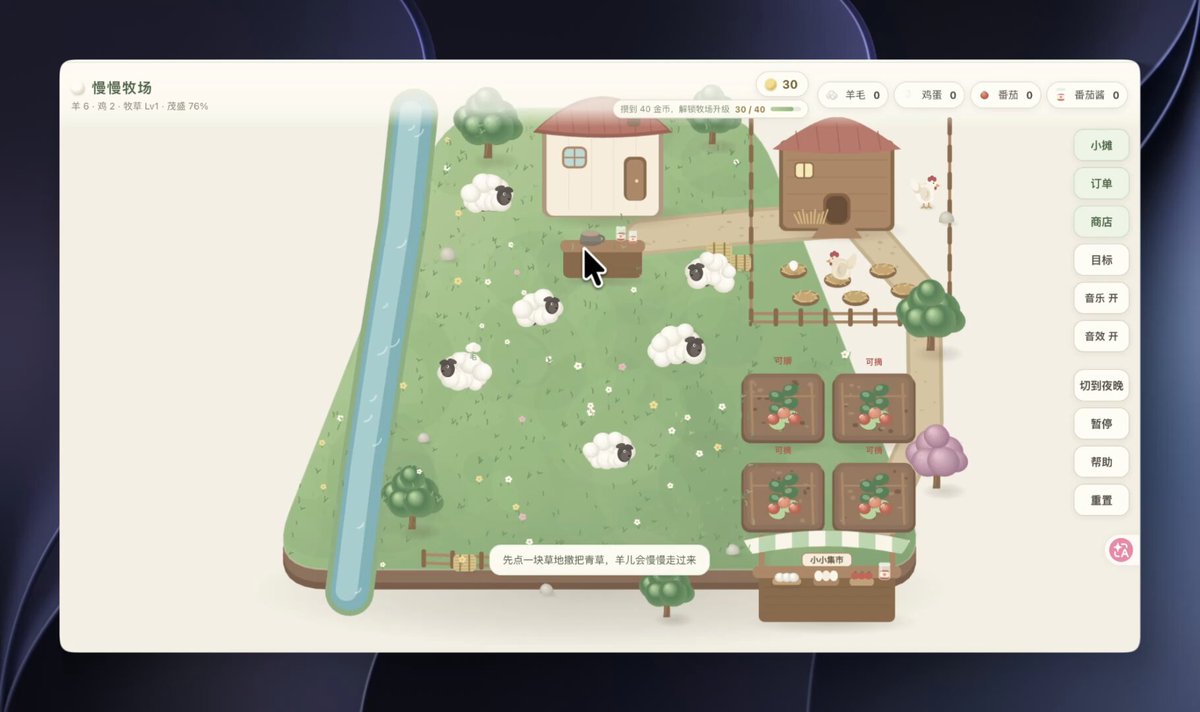 慢慢牧场
羊 6 · 鸡 2 · 牧草 Lv1 · 茂盛 76%
30
攒到 40 金币，解锁牧场升级 30 / 40
羊毛 0
鸡蛋 0
番茄 0
番茄酱 0
小摊
订单
商店
目标
音乐 开
音效 开
切到夜晚
暂停
帮助
重置
可摘
可摘
可摘
可摘
先点一块草地撒把青草，羊儿会慢慢走过来
小小集市